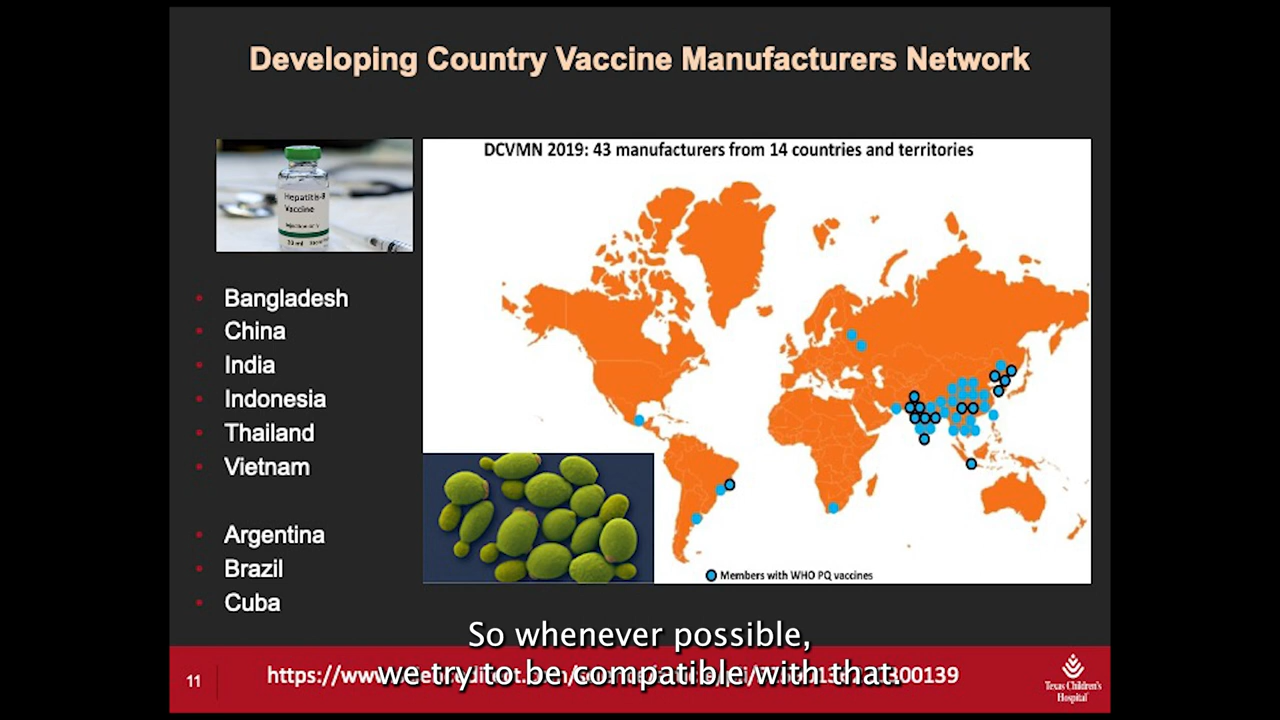 Developing Country Vaccine Manufacturers Network
DCVMN 2019: 43 manufacturers from 14 countries and territories
Hepatitis-B
Vaccine
Bangladesh
China
India
Indonesia
Thailand
Vietnam
Argentina
Brazil
Cuba
Members with WHO PQ vaccines
So whenever possible,
we try to be compatible with that.
11
https://www
Texas Children's
Hospital